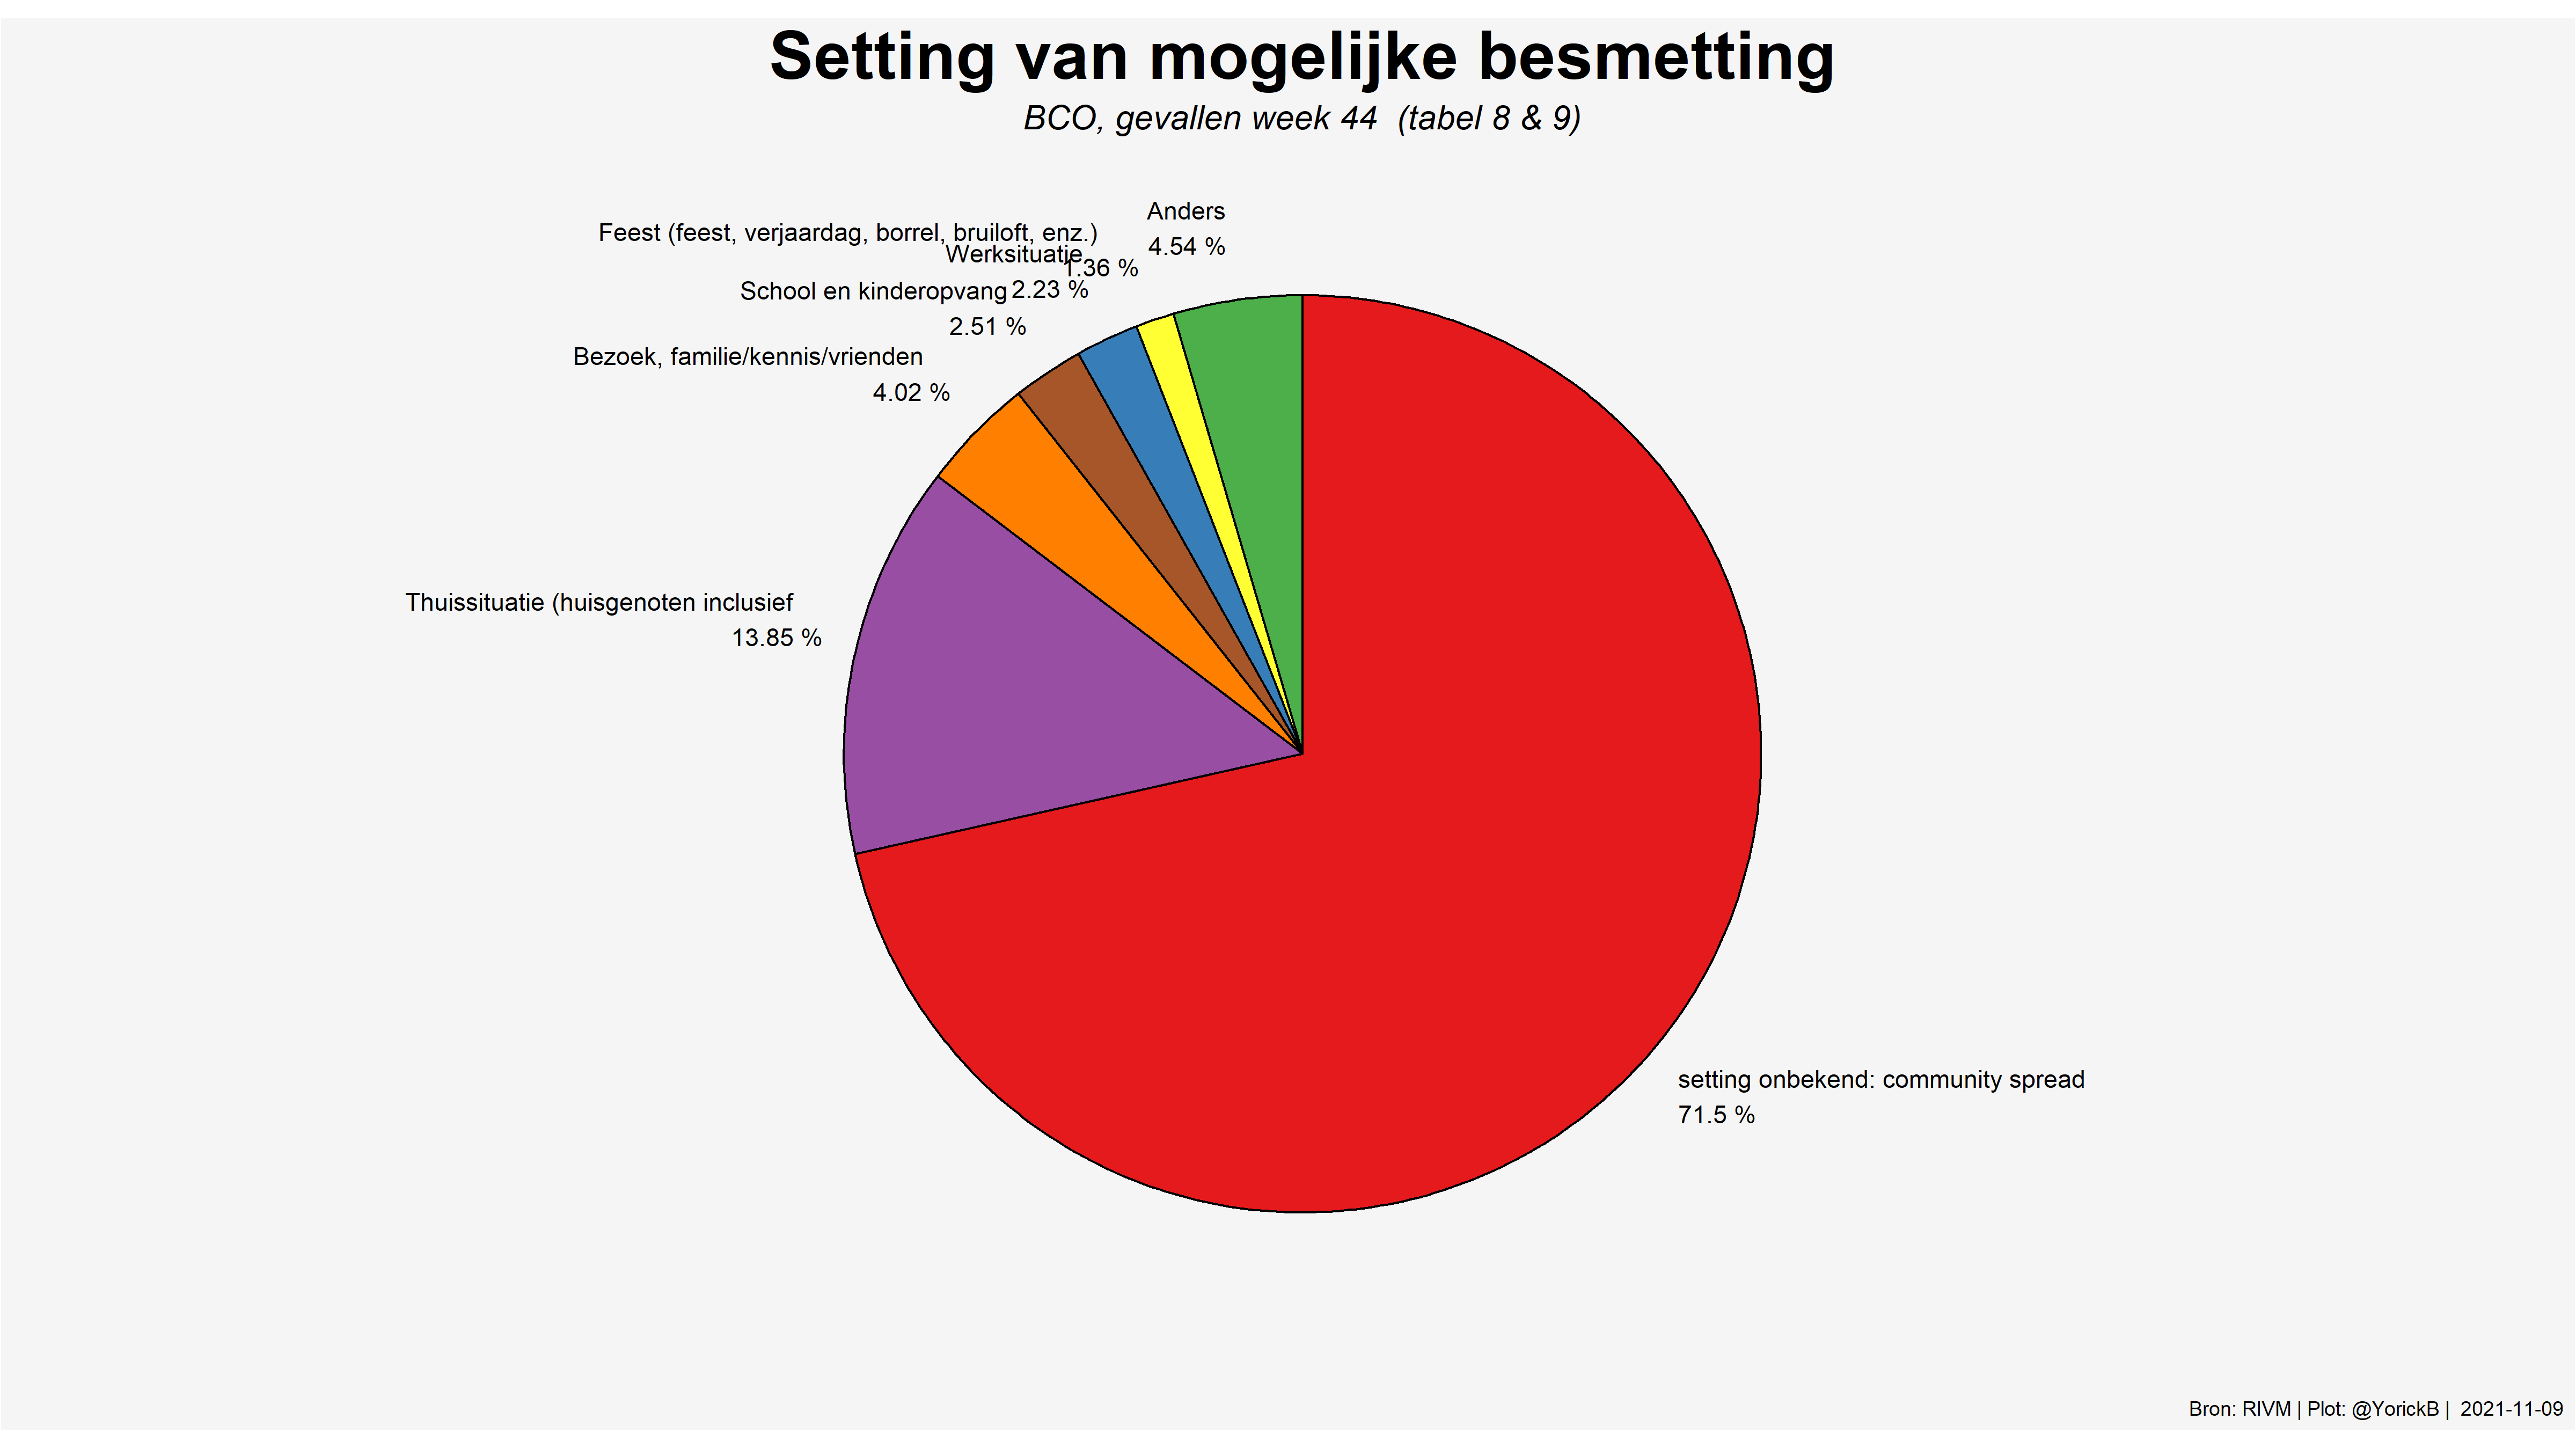 Setting van mogelijke besmetting
BCO, gevallen week 44 (tabel 8 & 9)
Anders
4.54 %
Feest (feest, verjaardag, borrel, bruiloft, enz.)
1.36 %
Werksituatie
2.23 %
School en kinderopvang
2.51 %
Bezoek, familie/kennis/vrienden
4.02 %
Thuissituatie (huisgenoten inclusief
13.85 %
setting onbekend: community spread
71.5 %
Bron: RIVM | Plot: @YorickB | 2021-11-09